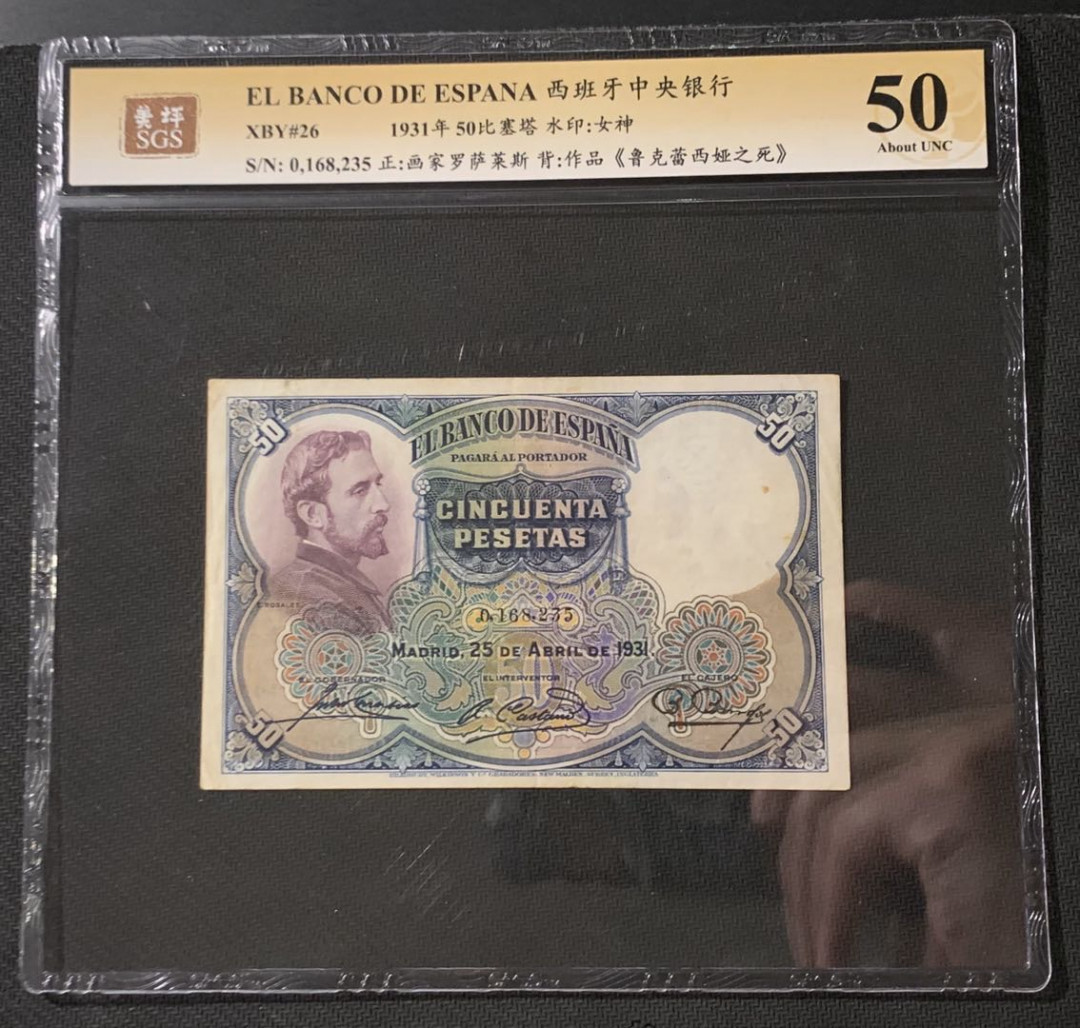 美坪
SGS
EL BANCO DE ESPANA 西班牙中央银行
XBY#26 1931年 50比塞塔 水印:女神
S/N: 0,168,235 正:画家罗萨莱斯 背:作品《鲁克蕾西娅之死》
50
About UNC
50
50
EL BANCO DE ESPAÑA
PAGARÁ AL PORTADOR
CINCUENTA
PESETAS
E. ROSALES
0,168,235
MADRID, 25 DE ABRIL DE 1931
50
EL GOBERNADOR
EL INTERVENTOR
EL CAJERO
50
50